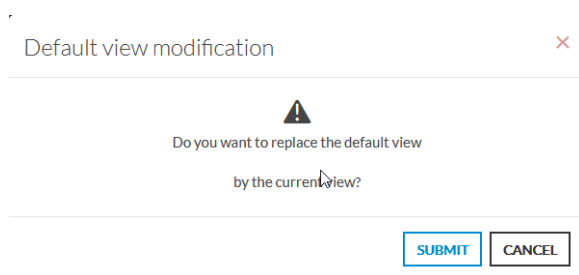 Default view modification
Do you want to replace the default view
by the current view?
SUBMIT
CANCEL